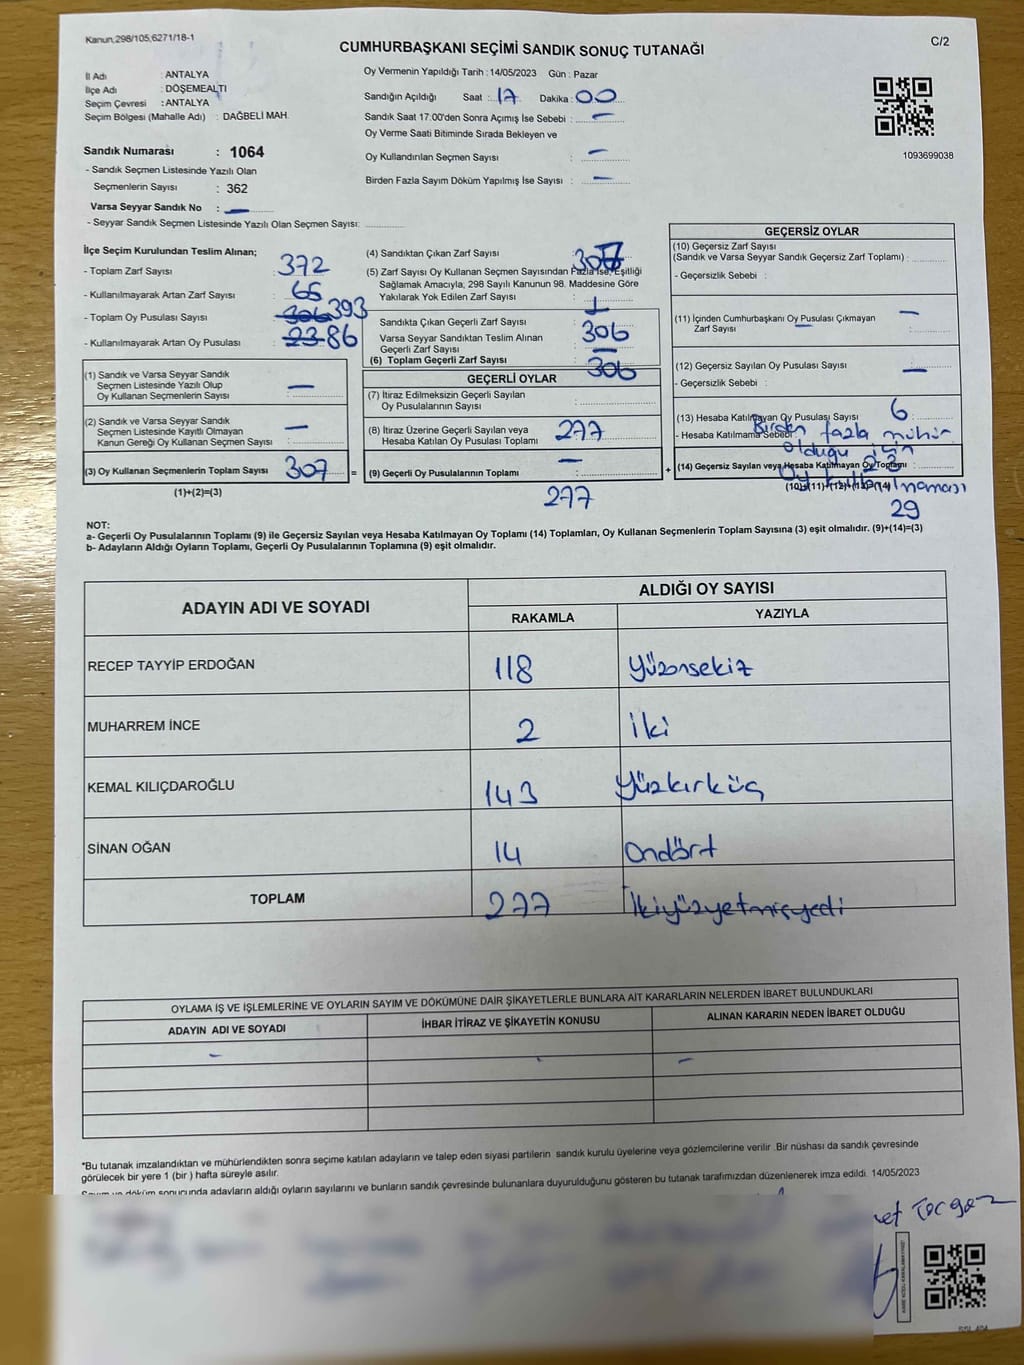 Kanun,298/105;6271/18-1
CUMHURBAŞKANI SEÇİMİ SANDIK SONUÇ TUTANAĞI
C/2
İl Adı : ANTALYA
İlçe Adı : DÖŞEMEALTI
Seçim Çevresi : ANTALYA
Seçim Bölgesi (Mahalle Adı) : DAĞBELİ MAH.
Sandık Numarası : 1064
- Sandık Seçmen Listesinde Yazılı Olan
Seçmenlerin Sayısı : 362
Varsa Seyyar Sandık No : —
- Seyyar Sandık Seçmen Listesinde Yazılı Olan Seçmen Sayısı:
Oy Vermenin Yapıldığı Tarih : 14/05/2023 Gün : Pazar
Sandığın Açıldığı Saat : 17 Dakika : 00
Sandık Saat 17:00'den Sonra Açımış İse Sebebi : —
Oy Verme Saati Bitiminde Sırada Bekleyen ve
Oy Kullandırılan Seçmen Sayısı : —
Birden Fazla Sayım Döküm Yapılmış İse Sayısı : —
1093699038
İlçe Seçim Kurulundan Teslim Alınan;
- Toplam Zarf Sayısı : 372
- Kullanılmayarak Artan Zarf Sayısı : 65
- Toplam Oy Pusulası Sayısı : 306 393
- Kullanılmayarak Artan Oy Pusulası : 23 86
(1) Sandık ve Varsa Seyyar Sandık
Seçmen Listesinde Yazılı Olup
Oy Kullanan Seçmenlerin Sayısı : —
(2) Sandık ve Varsa Seyyar Sandık
Seçmen Listesinde Kayıtlı Olmayan
Kanun Gereği Oy Kullanan Seçmen Sayısı : —
(3) Oy Kullanan Seçmenlerin Toplam Sayısı : 307 =
(1)+(2)=(3)
(4) Sandıktan Çıkan Zarf Sayısı : 307
(5) Zarf Sayısı Oy Kullanan Seçmen Sayısından Fazla İse, Eşitliği
Sağlamak Amacıyla, 298 Sayılı Kanunun 98. Maddesine Göre
Yakılarak Yok Edilen Zarf Sayısı : 1
Sandıkta Çıkan Geçerli Zarf Sayısı : 306
Varsa Seyyar Sandıktan Teslim Alınan
Geçerli Zarf Sayısı : —
(6) Toplam Geçerli Zarf Sayısı : 306
GEÇERLİ OYLAR
(7) İtiraz Edilmeksizin Geçerli Sayılan
Oy Pusulalarının Sayısı :
(8) İtiraz Üzerine Geçerli Sayılan veya
Hesaba Katılan Oy Pusulası Toplamı : 277
(9) Geçerli Oy Pusulalarının Toplamı : — +
277
GEÇERSİZ OYLAR
(10) Geçersiz Zarf Sayısı
(Sandık ve Varsa Seyyar Sandık Geçersiz Zarf Toplamı) :
- Geçersizlik Sebebi :
(11) İçinden Cumhurbaşkanı Oy Pusulası Çıkmayan
Zarf Sayısı : —
(12) Geçersiz Sayılan Oy Pusulası Sayısı : —
- Geçersizlik Sebebi :
(13) Hesaba Katılmayan Oy Pusulası Sayısı : 6
- Hesaba Katılmama Sebebi : Birden fazla mühür
olduğu için
(14) Geçersiz Sayılan veya Hesaba Katılmayan Oy Toplamı : 23
(10)+(11)+(12)+(13)=(14)
29
NOT:
a- Geçerli Oy Pusulalarının Toplamı (9) ile Geçersiz Sayılan veya Hesaba Katılmayan Oy Toplamı (14) Toplamları, Oy Kullanan Seçmenlerin Toplam Sayısına (3) eşit olmalıdır. (9)+(14)=(3)
b- Adayların Aldığı Oyların Toplamı, Geçerli Oy Pusulalarının Toplamına (9) eşit olmalıdır.
ADAYIN ADI VE SOYADI
ALDIĞI OY SAYISI
RAKAMLA YAZIYLA
RECEP TAYYİP ERDOĞAN 118 Yüzonsekiz
MUHARREM İNCE 2 İki
KEMAL KILIÇDAROĞLU 143 Yüzkırküç
SİNAN OĞAN 14 Ondört
TOPLAM 277 İkiyüzyetmişyedi
OYLAMA İŞ VE İŞLEMLERİNE VE OYLARIN SAYIM VE DÖKÜMÜNE DAİR ŞİKAYETLERLE BUNLARA AİT KARARLARIN NELERDEN İBARET BULUNDUKLARI
ADAYIN ADI VE SOYADI İHBAR İTİRAZ VE ŞİKAYETİN KONUSU ALINAN KARARIN NEDEN İBARET OLDUĞU
- - -
*Bu tutanak imzalandıktan ve mühürlendikten sonra seçime katılan adayların ve talep eden siyasi partilerin sandık kurulu üyelerine veya gözlemcilerine verilir .Bir nüshası da sandık çevresinde
görülecek bir yere 1 (bir ) hafta süreyle asılır.
Sayım ve döküm sonucunda adayların aldığı oyların sayılarını ve bunların sandık çevresinde bulunanlara duyurulduğunu gösteren bu tutanak tarafımızdan düzenlenerek imza edildi. 14/05/2023